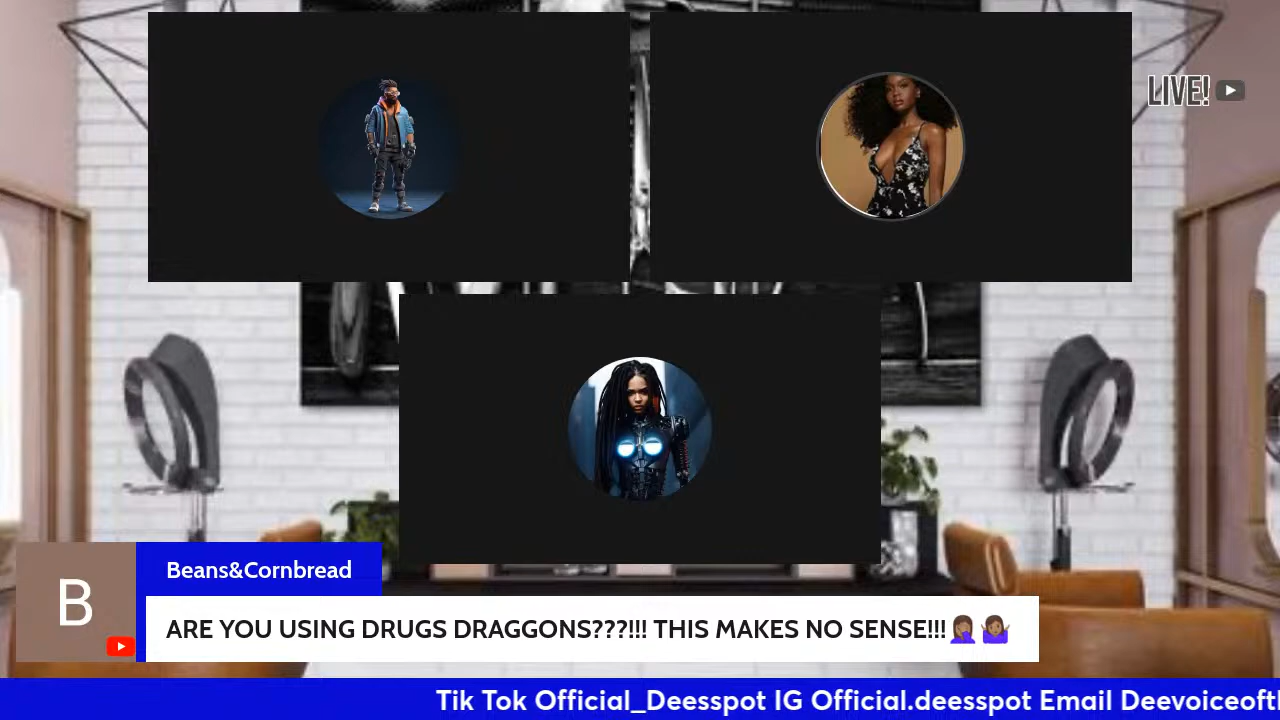 LIVE!
B
Beans&Cornbread
ARE YOU USING DRUGS DRAGGONS???!!! THIS MAKES NO SENSE!!!🤦🏽‍♀️🤷🏽‍♀️
Tik Tok Official_Deesspot IG Official.deesspot Email